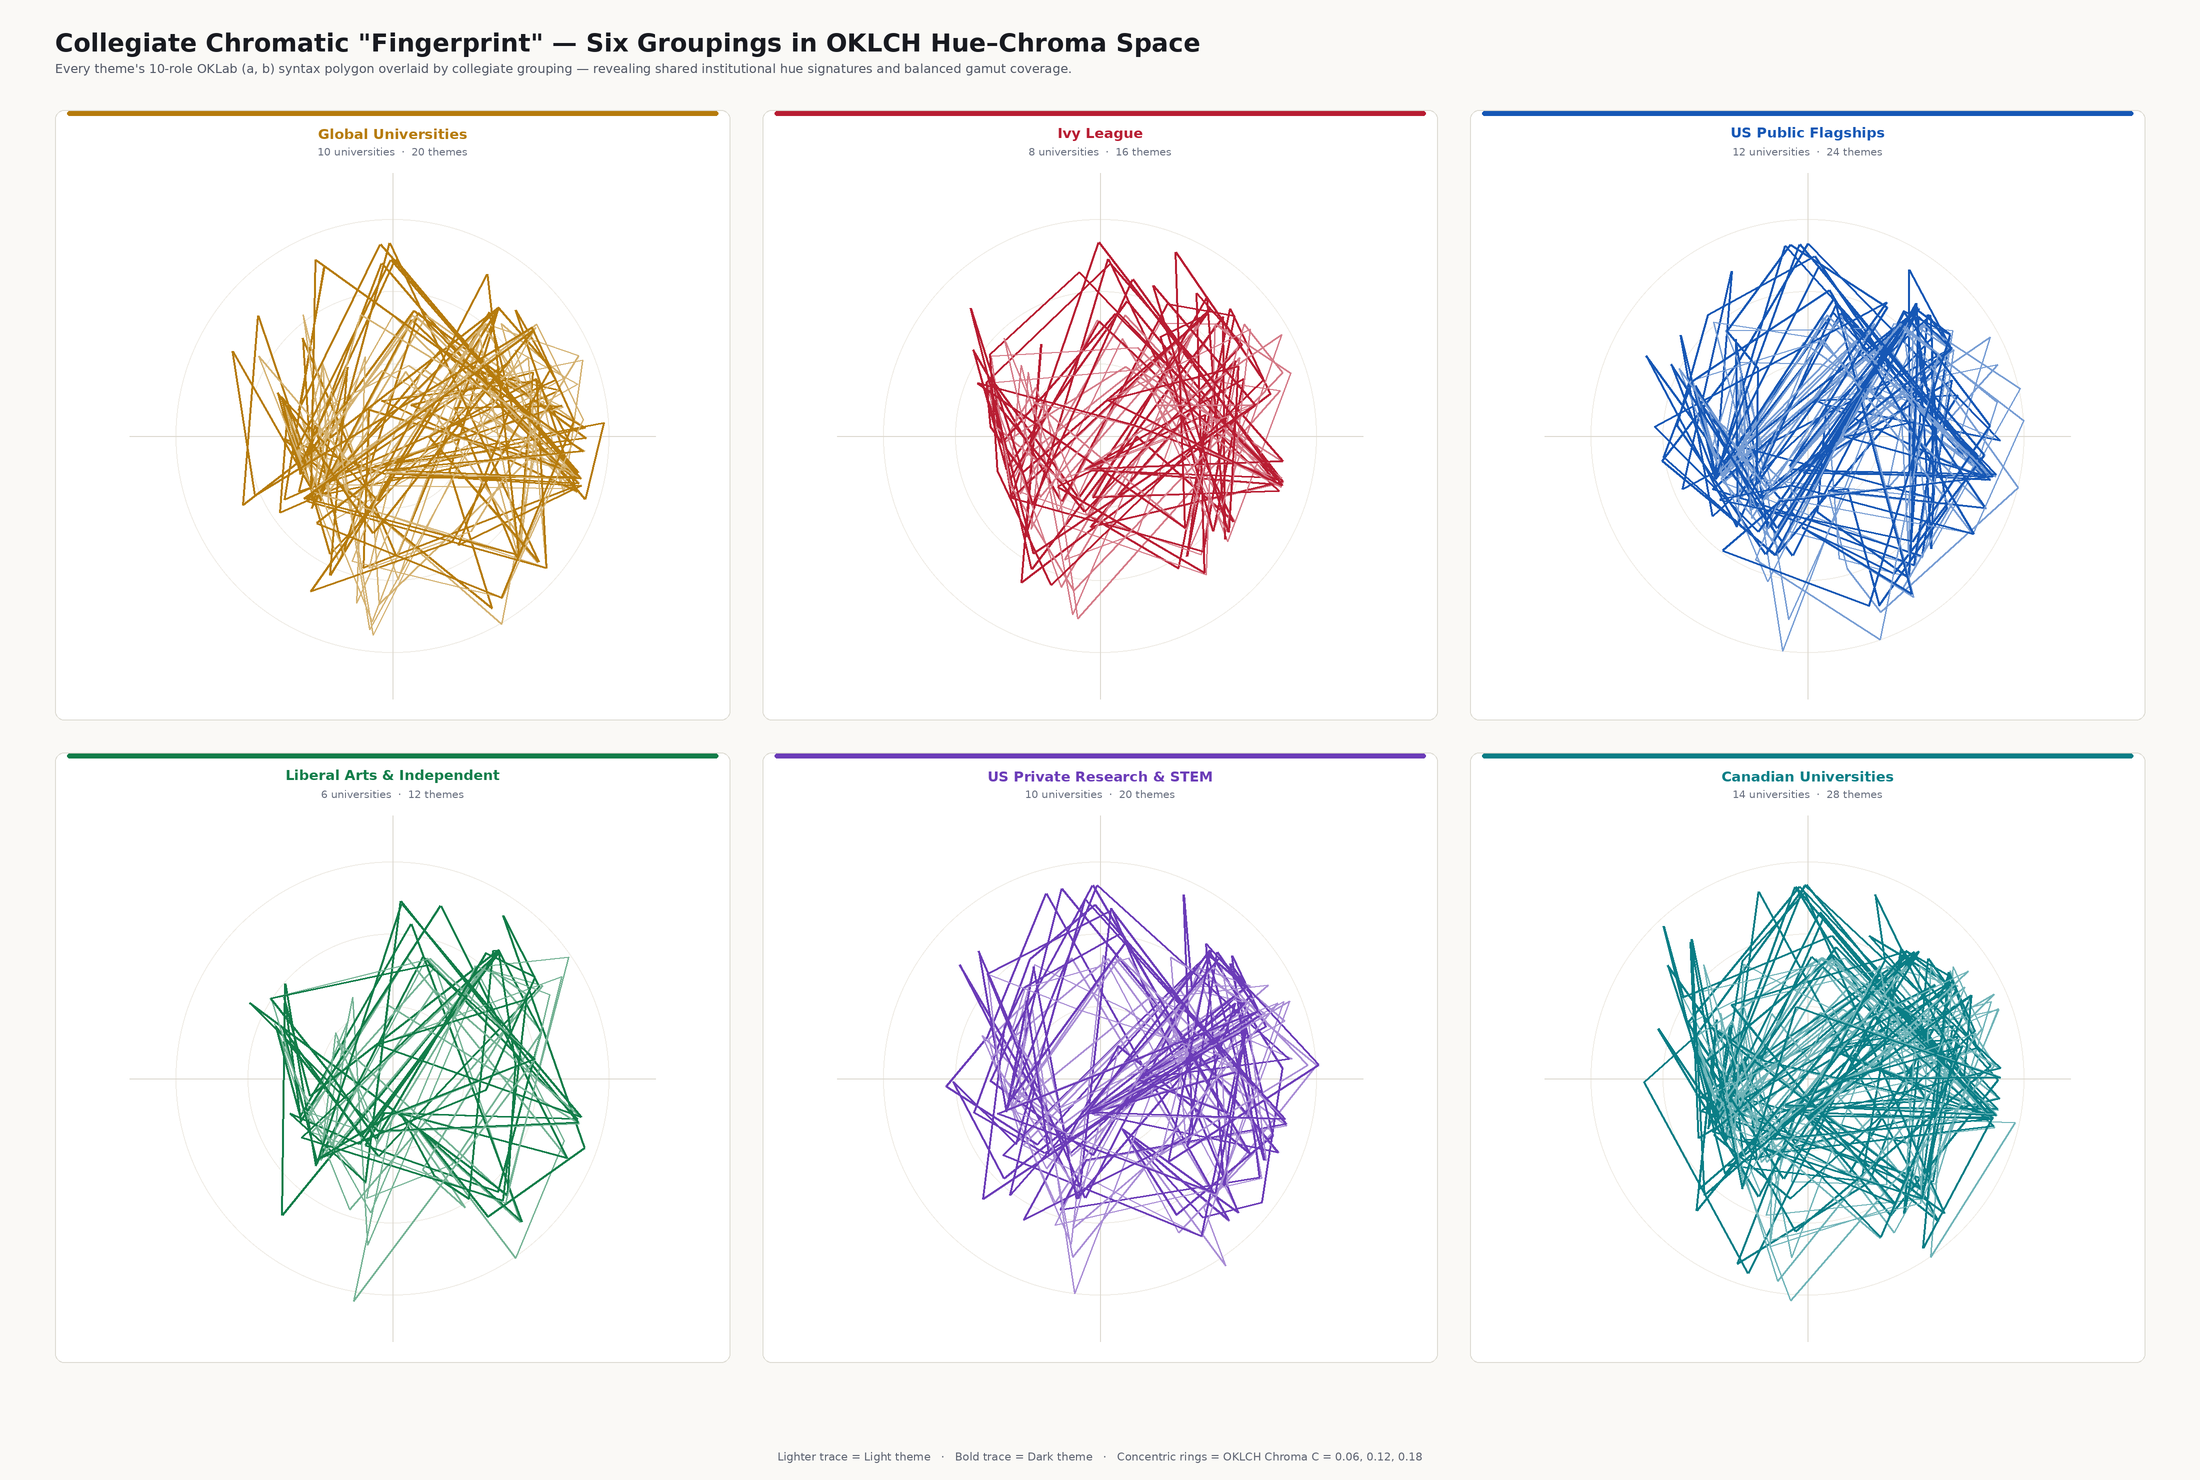 Collegiate Chromatic "Fingerprint" — Six Groupings in OKLCH Hue–Chroma Space
Every theme's 10-role OKLab (a, b) syntax polygon overlaid by collegiate grouping — revealing shared institutional hue signatures and balanced gamut coverage.
Global Universities
10 universities · 20 themes
Ivy League
8 universities · 16 themes
US Public Flagships
12 universities · 24 themes
Liberal Arts & Independent
6 universities · 12 themes
US Private Research & STEM
10 universities · 20 themes
Canadian Universities
14 universities · 28 themes
Lighter trace = Light theme · Bold trace = Dark theme · Concentric rings = OKLCH Chroma C = 0.06, 0.12, 0.18